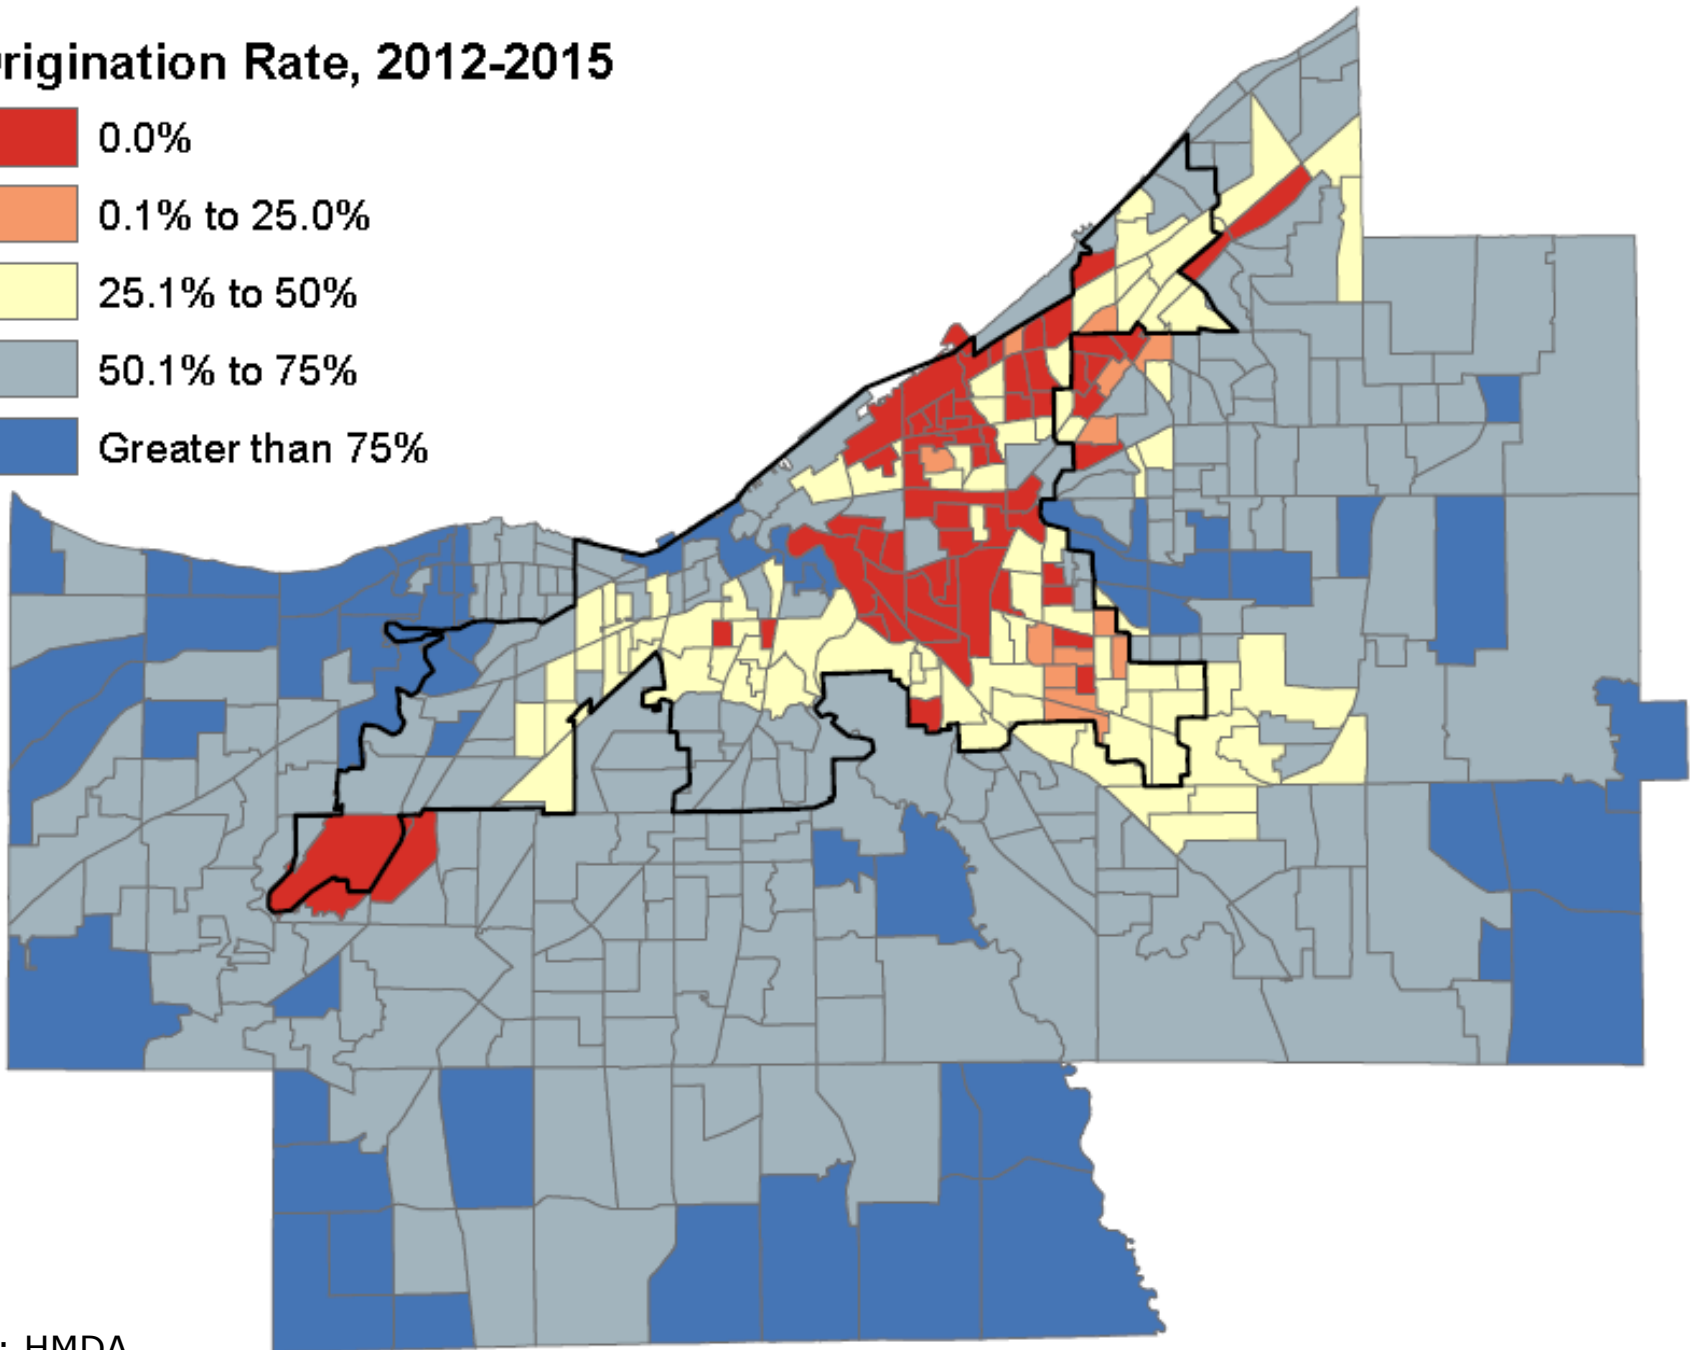 rigination Rate, 2012-2015
0.0%
0.1% to 25.0%
25.1% to 50%
50.1% to 75%
Greater than 75%
: HMDA